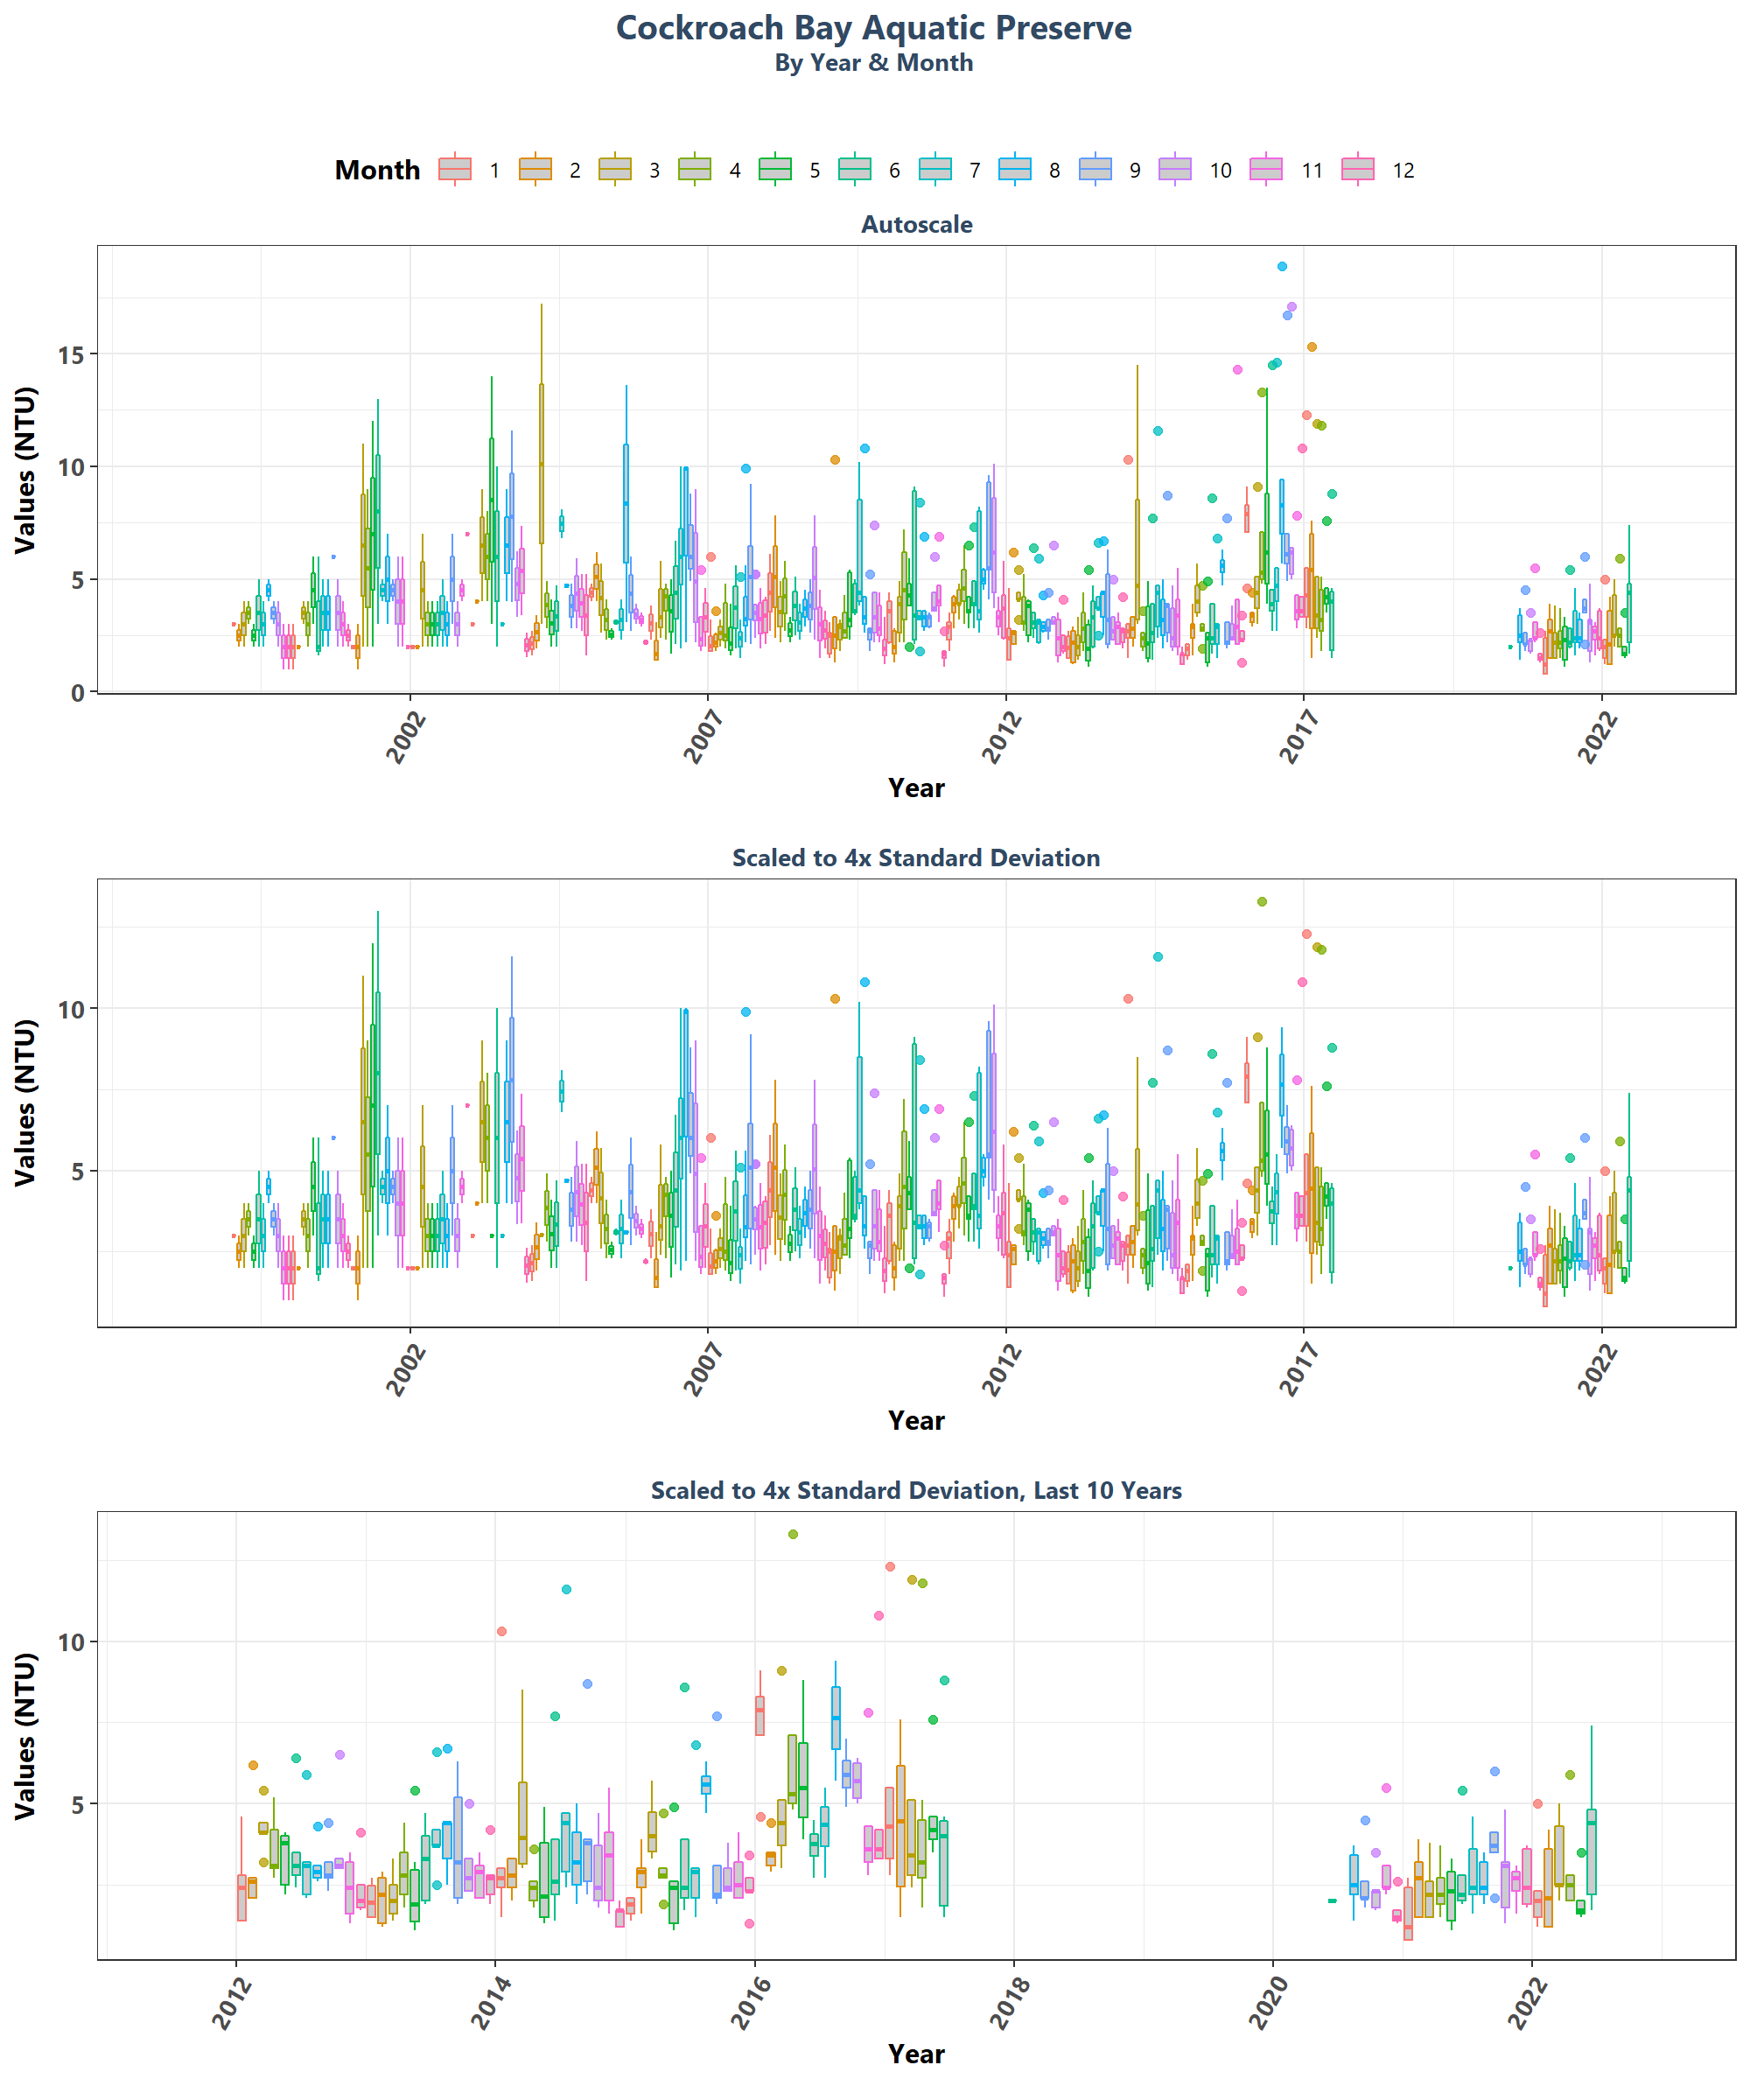 Cockroach Bay Aquatic Preserve
By Year & Month
Month 1 2 3 4 5 6 7 8 9 10 11 12
Autoscale
Values (NTU)
15
10
5
0
2002 2007 2012 2017 2022
Year
Scaled to 4x Standard Deviation
Values (NTU)
10
5
2002 2007 2012 2017 2022
Year
Scaled to 4x Standard Deviation, Last 10 Years
Values (NTU)
10
5
2012 2014 2016 2018 2020 2022
Year